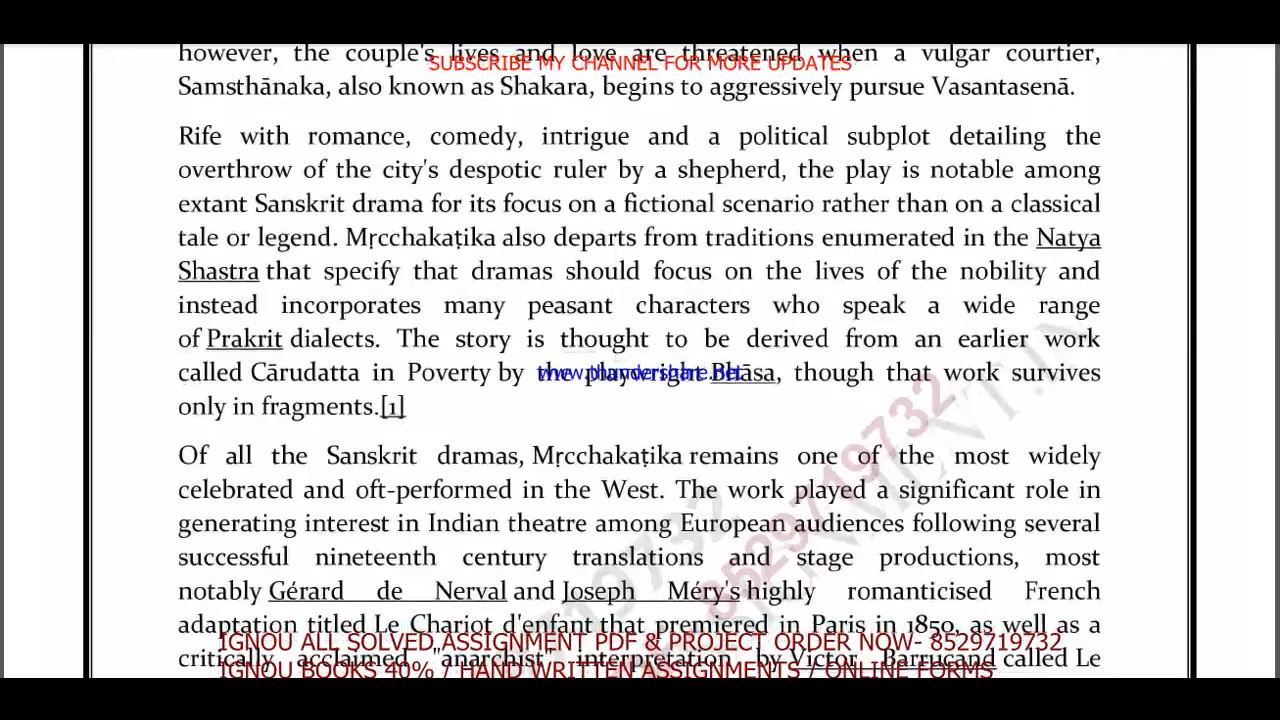 however, the couple's lives and love are threatened when a vulgar courtier,
SUBSCRIBE MY CHANNEL FOR MORE UPDATES
Samsthānaka, also known as Shakara, begins to aggressively pursue Vasantasenā.
Rife with romance, comedy, intrigue and a political subplot detailing the
overthrow of the city's despotic ruler by a shepherd, the play is notable among
extant Sanskrit drama for its focus on a fictional scenario rather than on a classical
tale or legend. Mṛcchakaṭika also departs from traditions enumerated in the Natya
Shastra that specify that dramas should focus on the lives of the nobility and
instead incorporates many peasant characters who speak a wide range
of Prakrit dialects. The story is thought to be derived from an earlier work
called Cārudatta in Poverty by the playwright Bhāsa, though that work survives
www.thundershare.net
only in fragments.[1]
Of all the Sanskrit dramas, Mṛcchakaṭika remains one of the most widely
celebrated and oft-performed in the West. The work played a significant role in
generating interest in Indian theatre among European audiences following several
successful nineteenth century translations and stage productions, most
notably Gérard de Nerval and Joseph Méry's highly romanticised French
adaptation titled Le Chariot d'enfant that premiered in Paris in 1850, as well as a
IGNOU ALL SOLVED ASSIGNMENT PDF & PROJECT ORDER NOW- 8529719732
critically acclaimed "anarchist" interpretation by Victor Barrucand called Le
IGNOU BOOKS 40% / HAND WRITTEN ASSIGNMENTS / ONLINE FORMS
8529719732